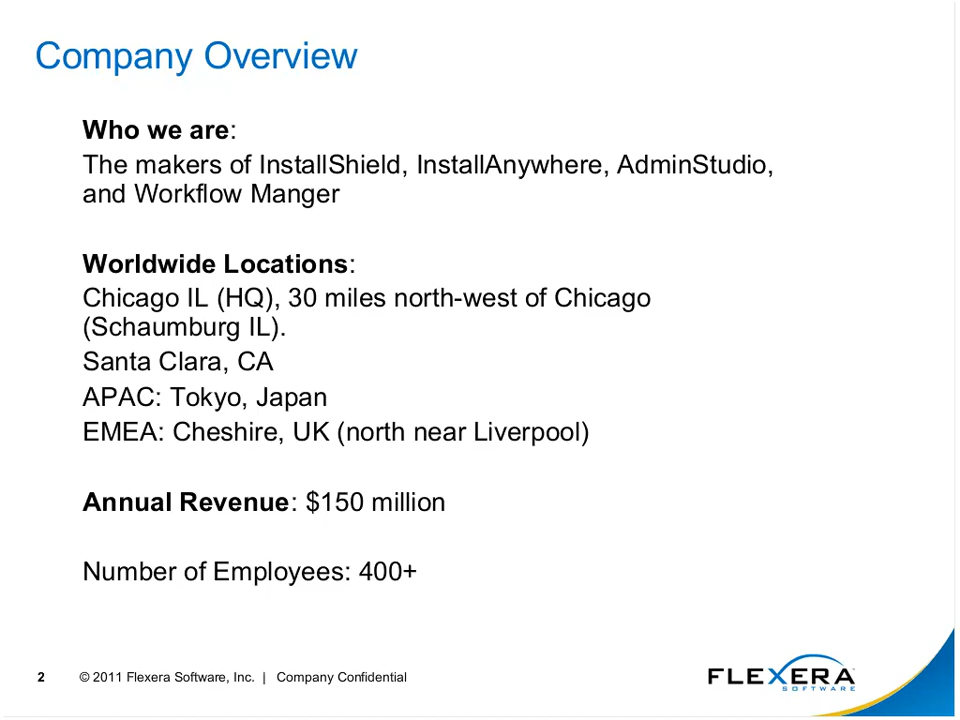 Company Overview
Who we are:
The makers of InstallShield, InstallAnywhere, AdminStudio,
and Workflow Manger
Worldwide Locations:
Chicago IL (HQ), 30 miles north-west of Chicago
(Schaumburg IL).
Santa Clara, CA
APAC: Tokyo, Japan
EMEA: Cheshire, UK (north near Liverpool)
Annual Revenue: $150 million
Number of Employees: 400+
2 © 2011 Flexera Software, Inc. | Company Confidential
FLEXERA
SOFTWARE